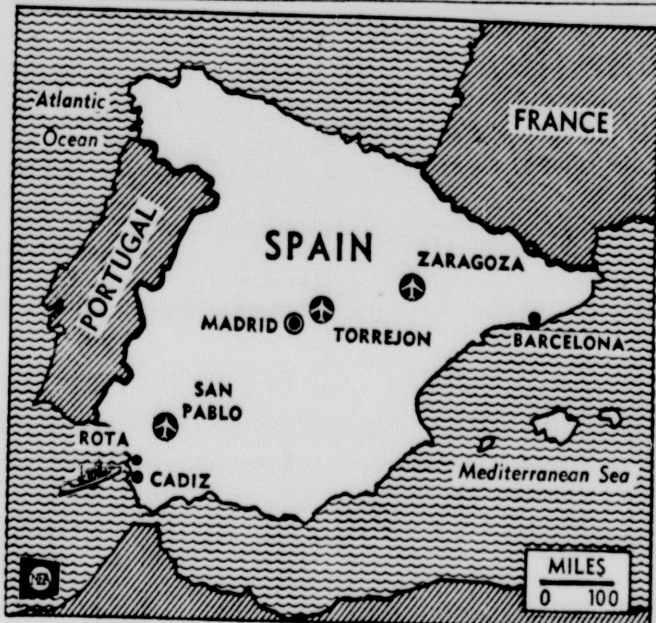 Atlantic
Ocean
FRANCE
PORTUGAL
SPAIN
ZARAGOZA
MADRID
TORREJON
BARCELONA
SAN
PABLO
ROTA
CADIZ
Mediterranean Sea
NEA
MILES
0 100